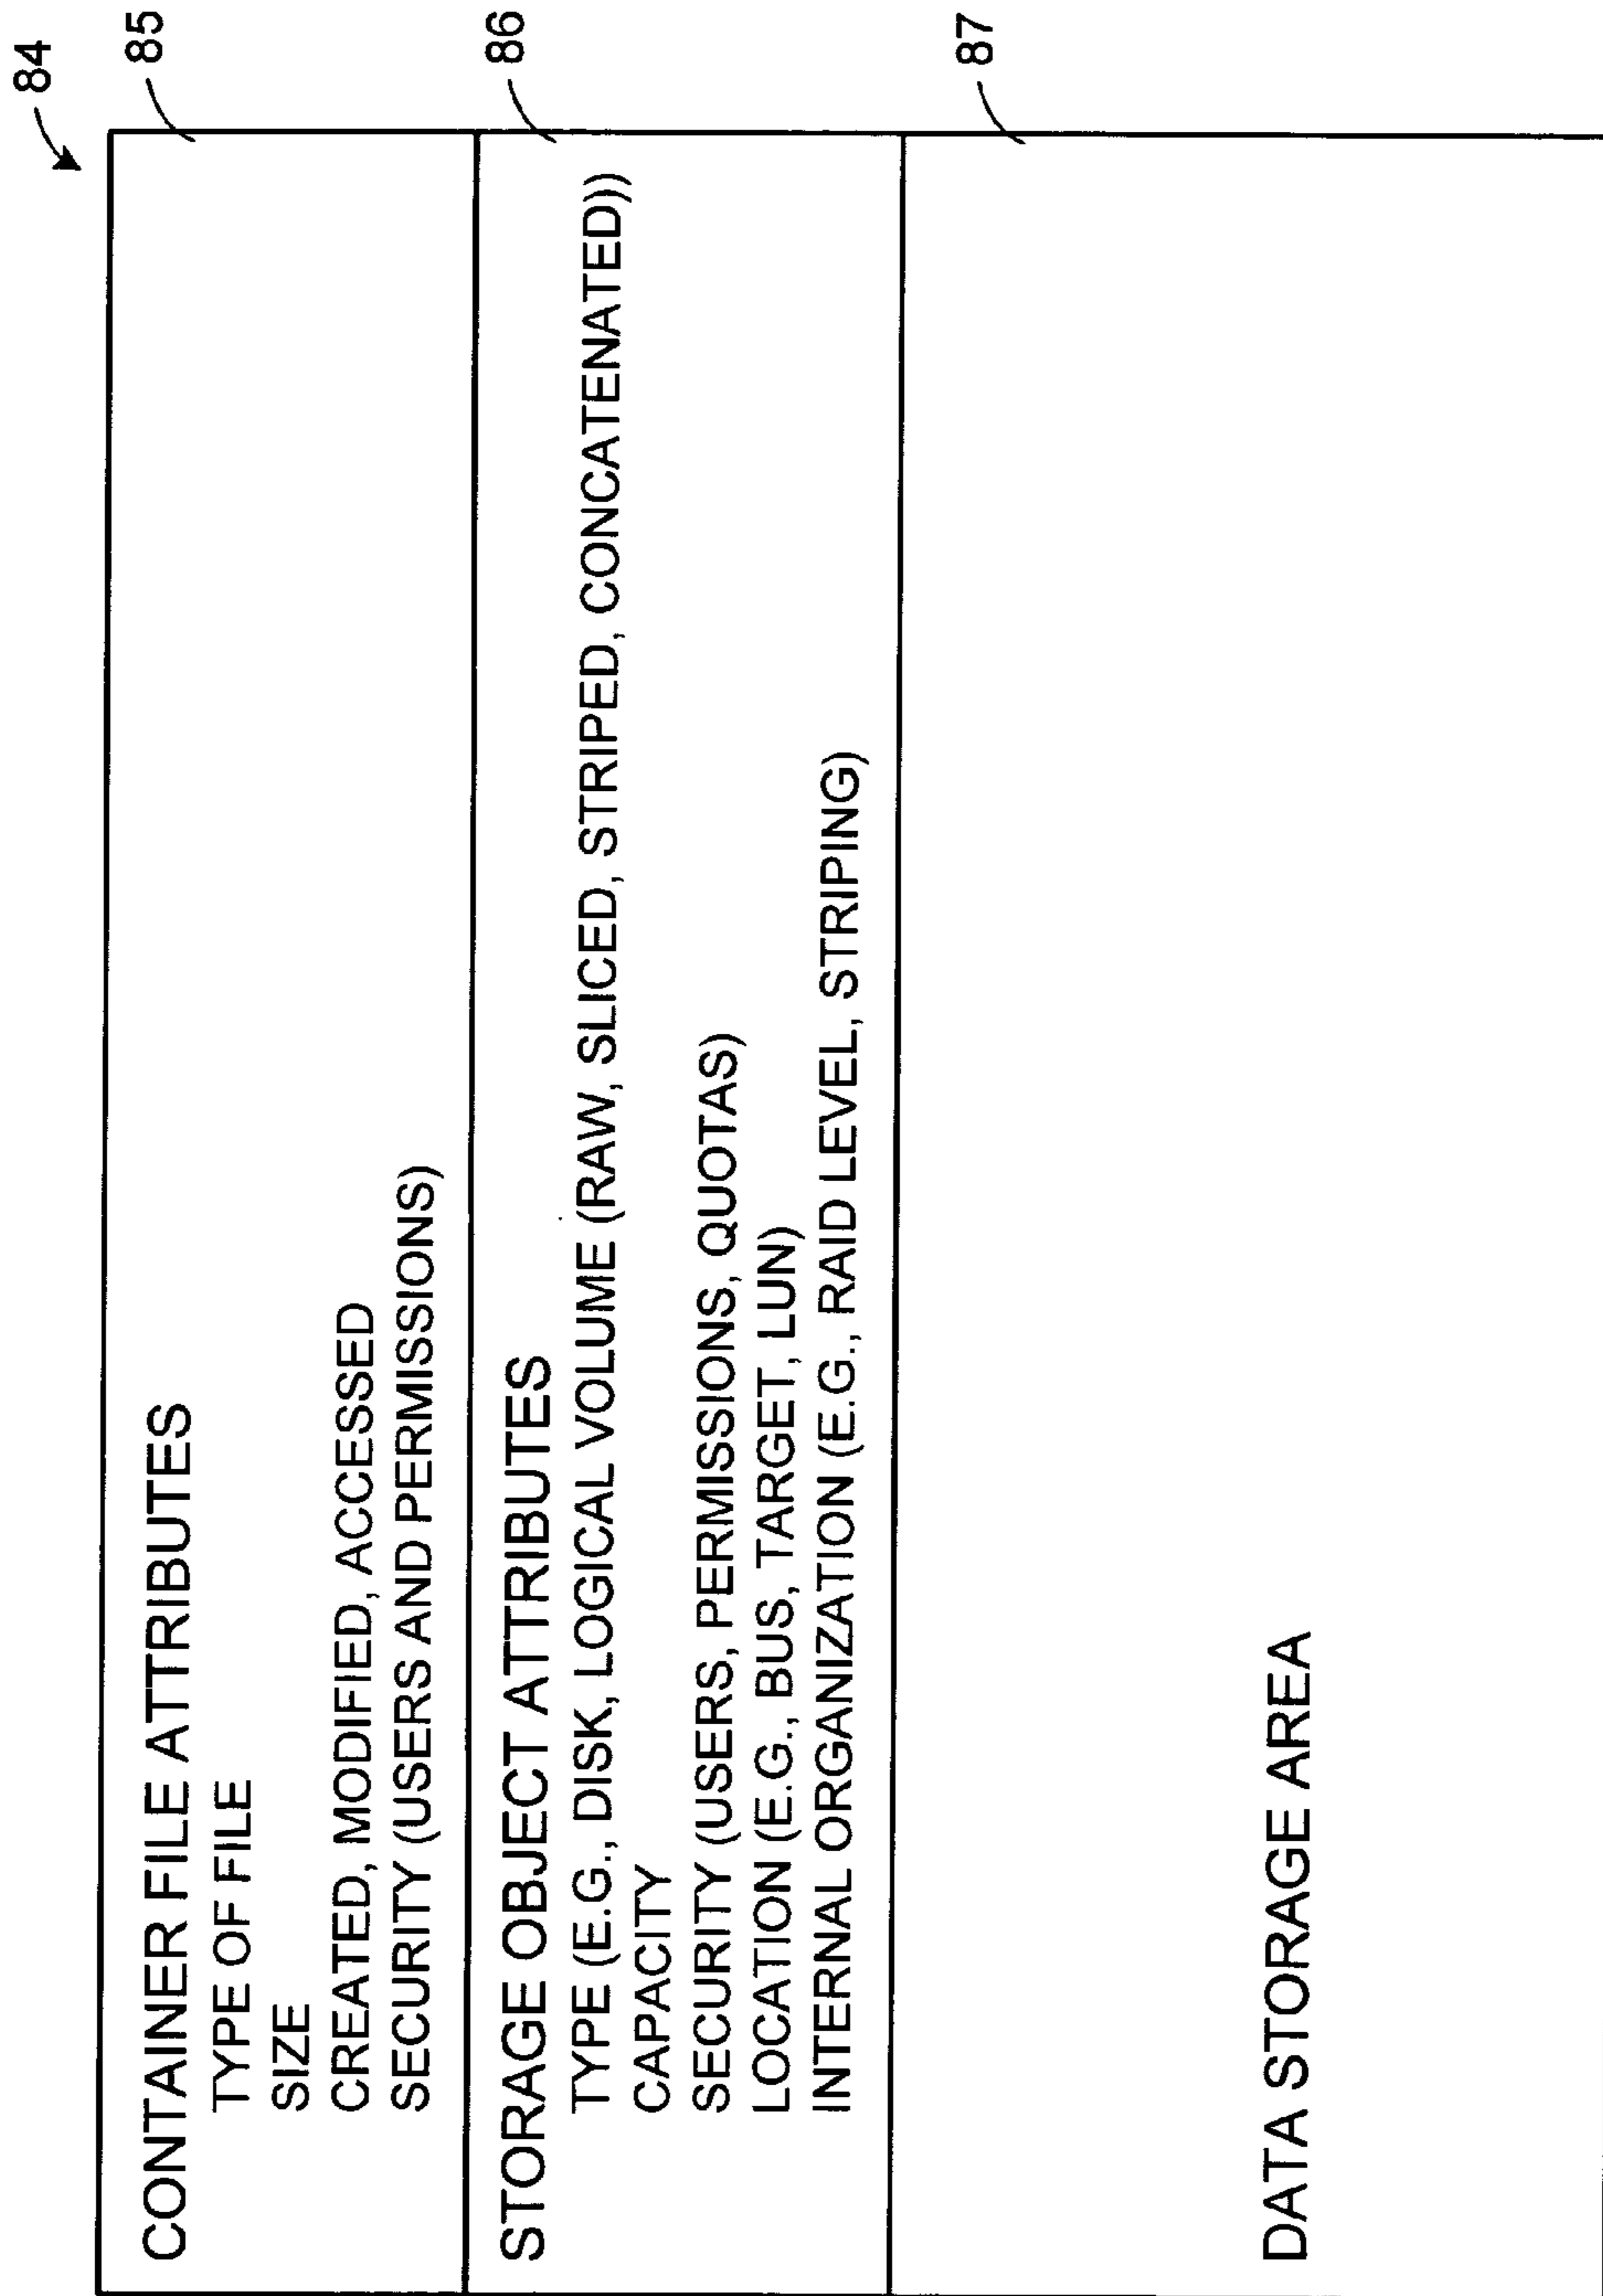 84
CONTAINER FILE ATTRIBUTES
85
TYPE OF FILE
SIZE
CREATED, MODIFIED, ACCESSED
SECURITY (USERS AND PERMISSIONS)
STORAGE OBJECT ATTRIBUTES
86
TYPE (E.G., DISK, LOGICAL VOLUME (RAW, SLICED, STRIPED, CONCATENATED))
CAPACITY
SECURITY (USERS, PERMISSIONS, QUOTAS)
LOCATION (E.G., BUS, TARGET, LUN)
INTERNAL ORGANIZATION (E.G., RAID LEVEL, STRIPING)
87
DATA STORAGE AREA